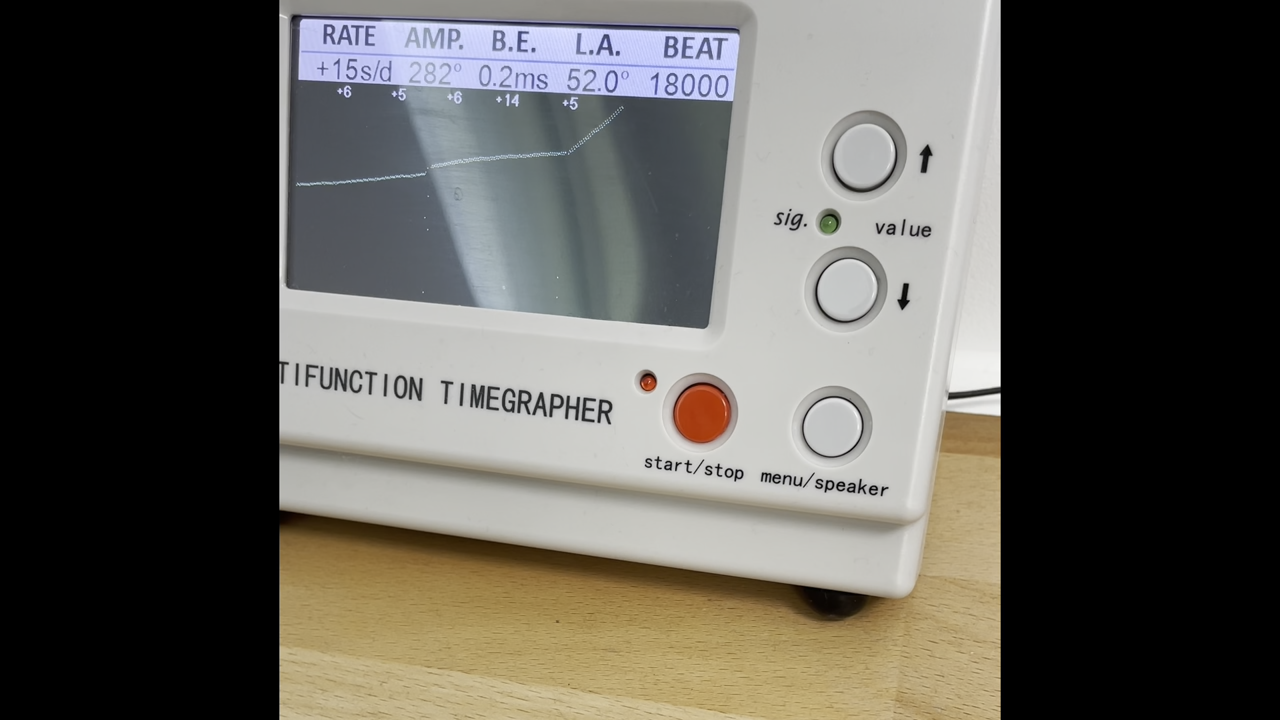 RATE AMP. B.E. L.A. BEAT
+15s/d 282° 0.2ms 52.0° 18000
+6 +5 +6 +14 +5
sig. value
TIFUNCTION TIMEGRAPHER
start/stop menu/speaker